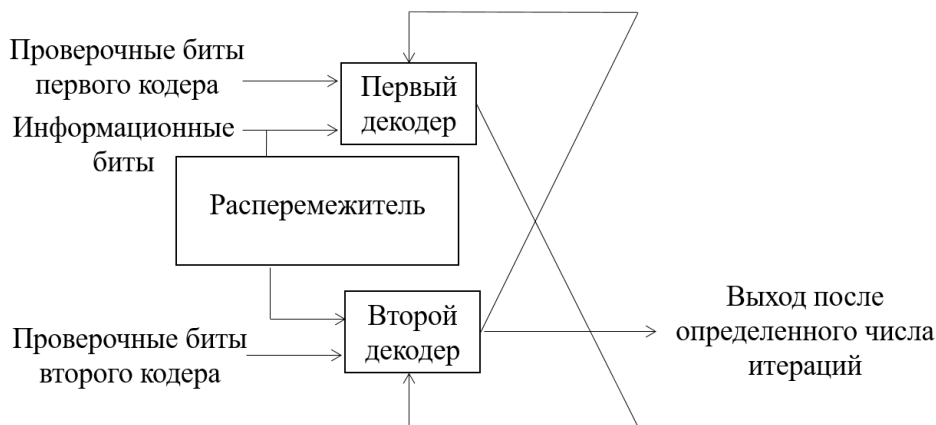 Проверочные биты
первого кодера
Информационные
биты
Первый
декодер
Расперемежитель
Второй
декодер
Проверочные биты
второго кодера
Выход после
определенного числа
итераций